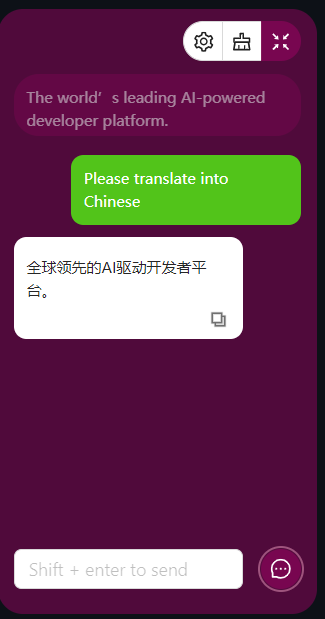 The world’s leading AI-powered
developer platform.
Please translate into
Chinese
全球领先的AI驱动开发者平
台。
Shift + enter to send